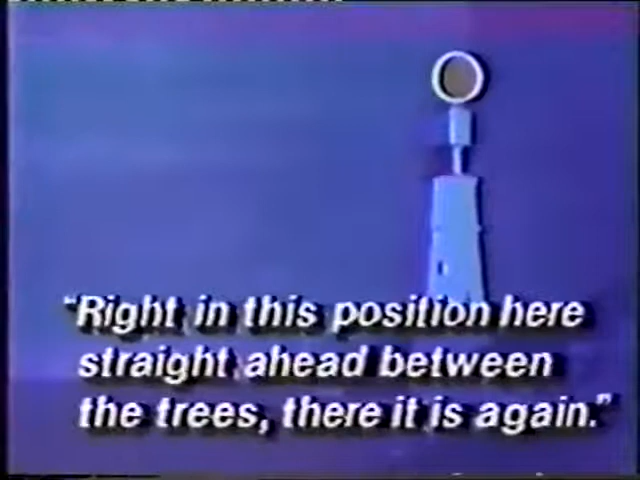 "Right in this position here
straight ahead between
the trees, there it is again."